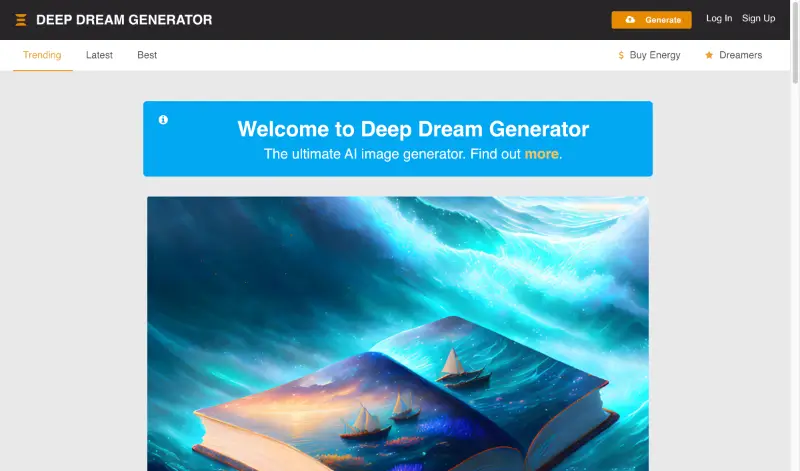 DEEP DREAM GENERATOR
Generate
Log In
Sign Up
Trending
Latest
Best
$ Buy Energy
Dreamers
Welcome to Deep Dream Generator
The ultimate AI image generator. Find out more.